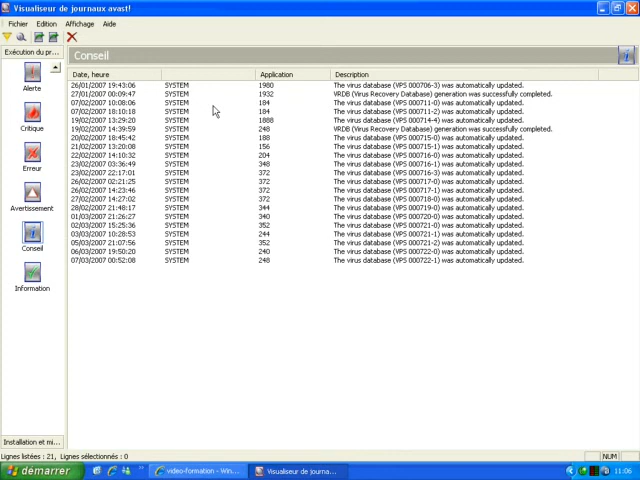 Visualiseur de journaux avast!
Fichier Edition Affichage Aide
Exécution du pr...
Conseil
Date, heure Application Description
26/01/2007 19:43:06 SYSTEM 1980 The virus database (VPS 000706-3) was automatically updated.
27/01/2007 00:09:47 SYSTEM 1932 VRDB (Virus Recovery Database) generation was successfully completed.
07/02/2007 10:08:06 SYSTEM 184 The virus database (VPS 000711-0) was automatically updated.
07/02/2007 18:10:18 SYSTEM 184 The virus database (VPS 000711-2) was automatically updated.
19/02/2007 13:29:20 SYSTEM 1888 The virus database (VPS 000714-4) was automatically updated.
19/02/2007 14:39:59 SYSTEM 248 VRDB (Virus Recovery Database) generation was successfully completed.
20/02/2007 18:45:42 SYSTEM 188 The virus database (VPS 000715-0) was automatically updated.
21/02/2007 13:20:08 SYSTEM 156 The virus database (VPS 000715-1) was automatically updated.
22/02/2007 14:10:32 SYSTEM 204 The virus database (VPS 000716-0) was automatically updated.
23/02/2007 03:36:49 SYSTEM 348 The virus database (VPS 000716-1) was automatically updated.
23/02/2007 22:17:01 SYSTEM 372 The virus database (VPS 000716-3) was automatically updated.
26/02/2007 02:21:25 SYSTEM 372 The virus database (VPS 000717-0) was automatically updated.
26/02/2007 14:23:46 SYSTEM 372 The virus database (VPS 000717-1) was automatically updated.
27/02/2007 14:27:02 SYSTEM 372 The virus database (VPS 000718-0) was automatically updated.
28/02/2007 21:48:17 SYSTEM 344 The virus database (VPS 000719-0) was automatically updated.
01/03/2007 21:26:27 SYSTEM 340 The virus database (VPS 000720-0) was automatically updated.
02/03/2007 15:25:36 SYSTEM 352 The virus database (VPS 000721-0) was automatically updated.
03/03/2007 10:28:53 SYSTEM 244 The virus database (VPS 000721-1) was automatically updated.
05/03/2007 21:07:56 SYSTEM 352 The virus database (VPS 000721-2) was automatically updated.
06/03/2007 19:50:20 SYSTEM 240 The virus database (VPS 000722-0) was automatically updated.
07/03/2007 00:52:08 SYSTEM 248 The virus database (VPS 000722-1) was automatically updated.
Alerte
Critique
Erreur
Avertissement
Conseil
Information
Installation et mi...
Lignes listées : 21, Lignes sélectionnés : 0 NUM
démarrer video-formation - Win... Visualiseur de journa... 11:06